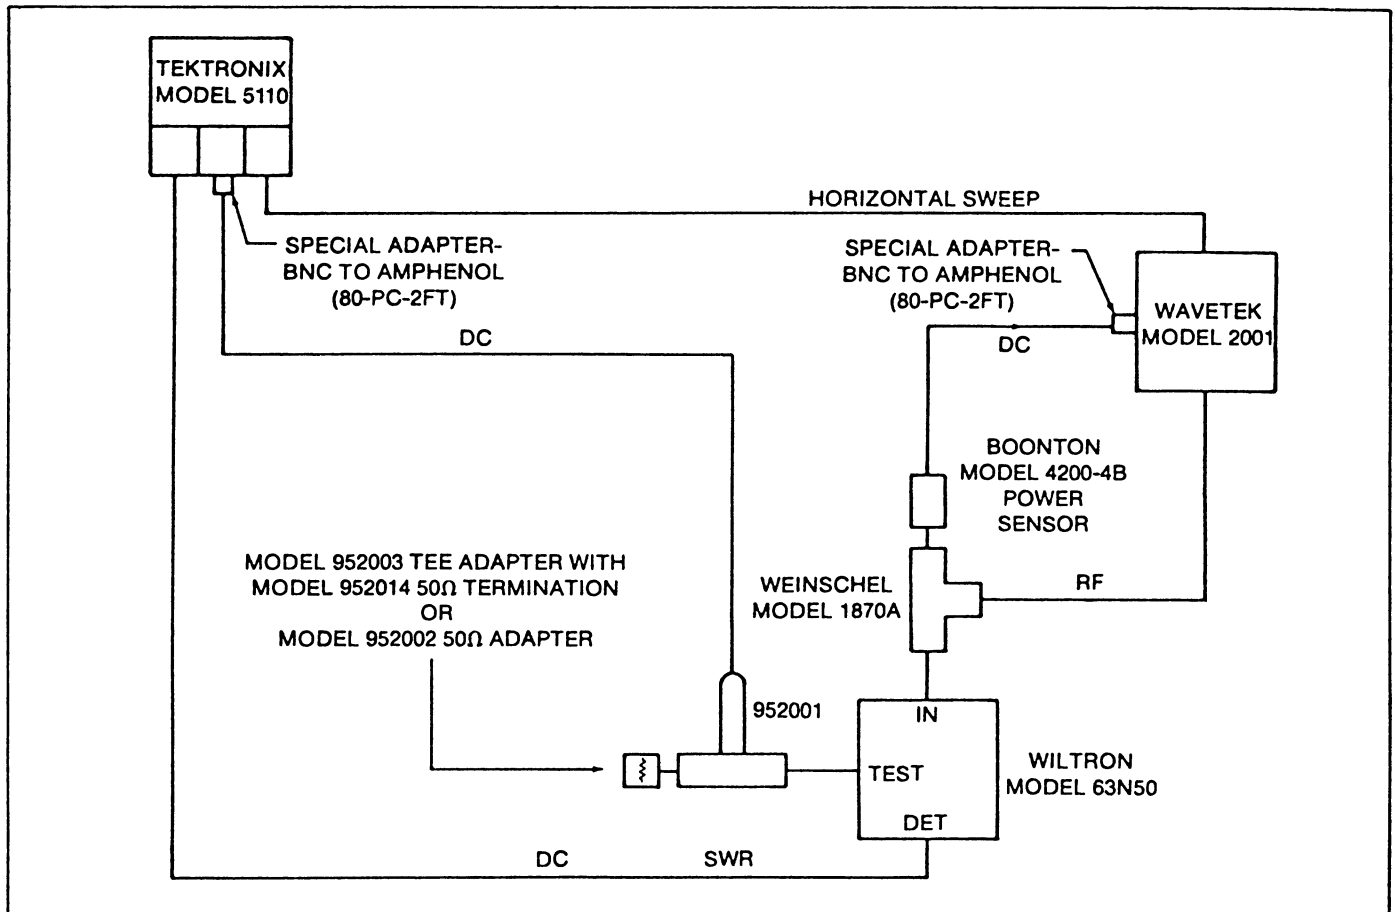 TEKTRONIX
MODEL 5110
HORIZONTAL SWEEP
SPECIAL ADAPTER-
BNC TO AMPHENOL
(80-PC-2FT)
SPECIAL ADAPTER-
BNC TO AMPHENOL
(80-PC-2FT)
WAVETEK
MODEL 2001
DC
DC
BOONTON
MODEL 4200-4B
POWER
SENSOR
MODEL 952003 TEE ADAPTER WITH
MODEL 952014 50Ω TERMINATION
OR
MODEL 952002 50Ω ADAPTER
WEINSCHEL
MODEL 1870A
RF
952001
IN
TEST
DET
WILTRON
MODEL 63N50
DC
SWR